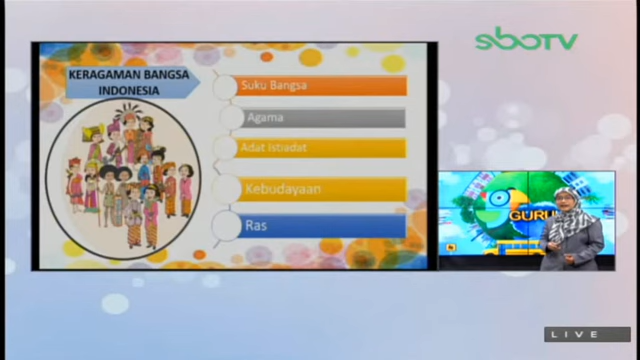 sboTV
KERAGAMAN BANGSA
INDONESIA
Suku Bangsa
Agama
Adat istiadat
Kebudayaan
Ras
GURU
LIVE